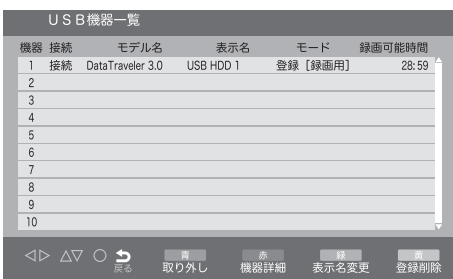 USB機器一覧
機器 接続 モデル名 表示名 モード 録画可能時間
1 接続 DataTraveler 3.0 USB HDD 1 登録［録画用］ 28:59
2
3
4
5
6
7
8
9
10
青 赤 緑 黄
戻る 取り外し 機器詳細 表示名変更 登録削除